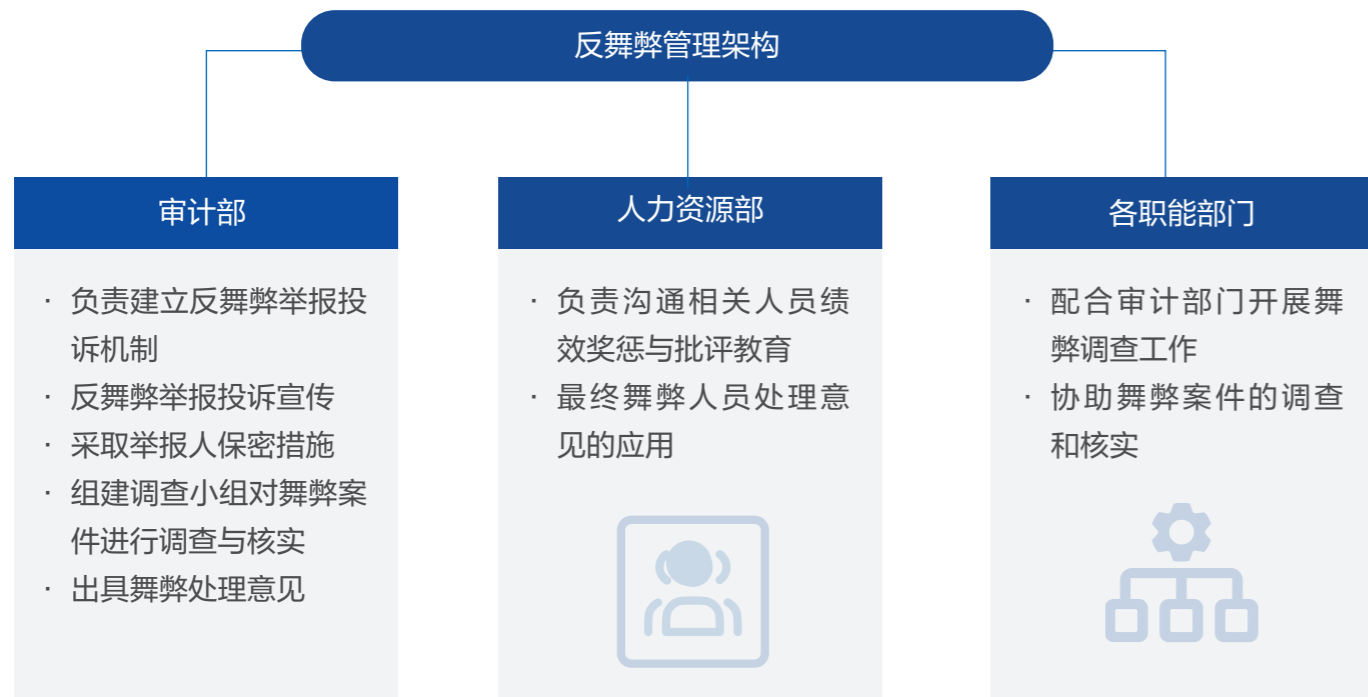 反舞弊管理架构
审计部
· 负责建立反舞弊举报投
诉机制
· 反舞弊举报投诉宣传
· 采取举报人保密措施
· 组建调查小组对舞弊案
件进行调查与核实
· 出具舞弊处理意见
人力资源部
· 负责沟通相关人员绩
效奖惩与批评教育
· 最终舞弊人员处理意
见的应用
各职能部门
· 配合审计部门开展舞
弊调查工作
· 协助舞弊案件的调查
和核实